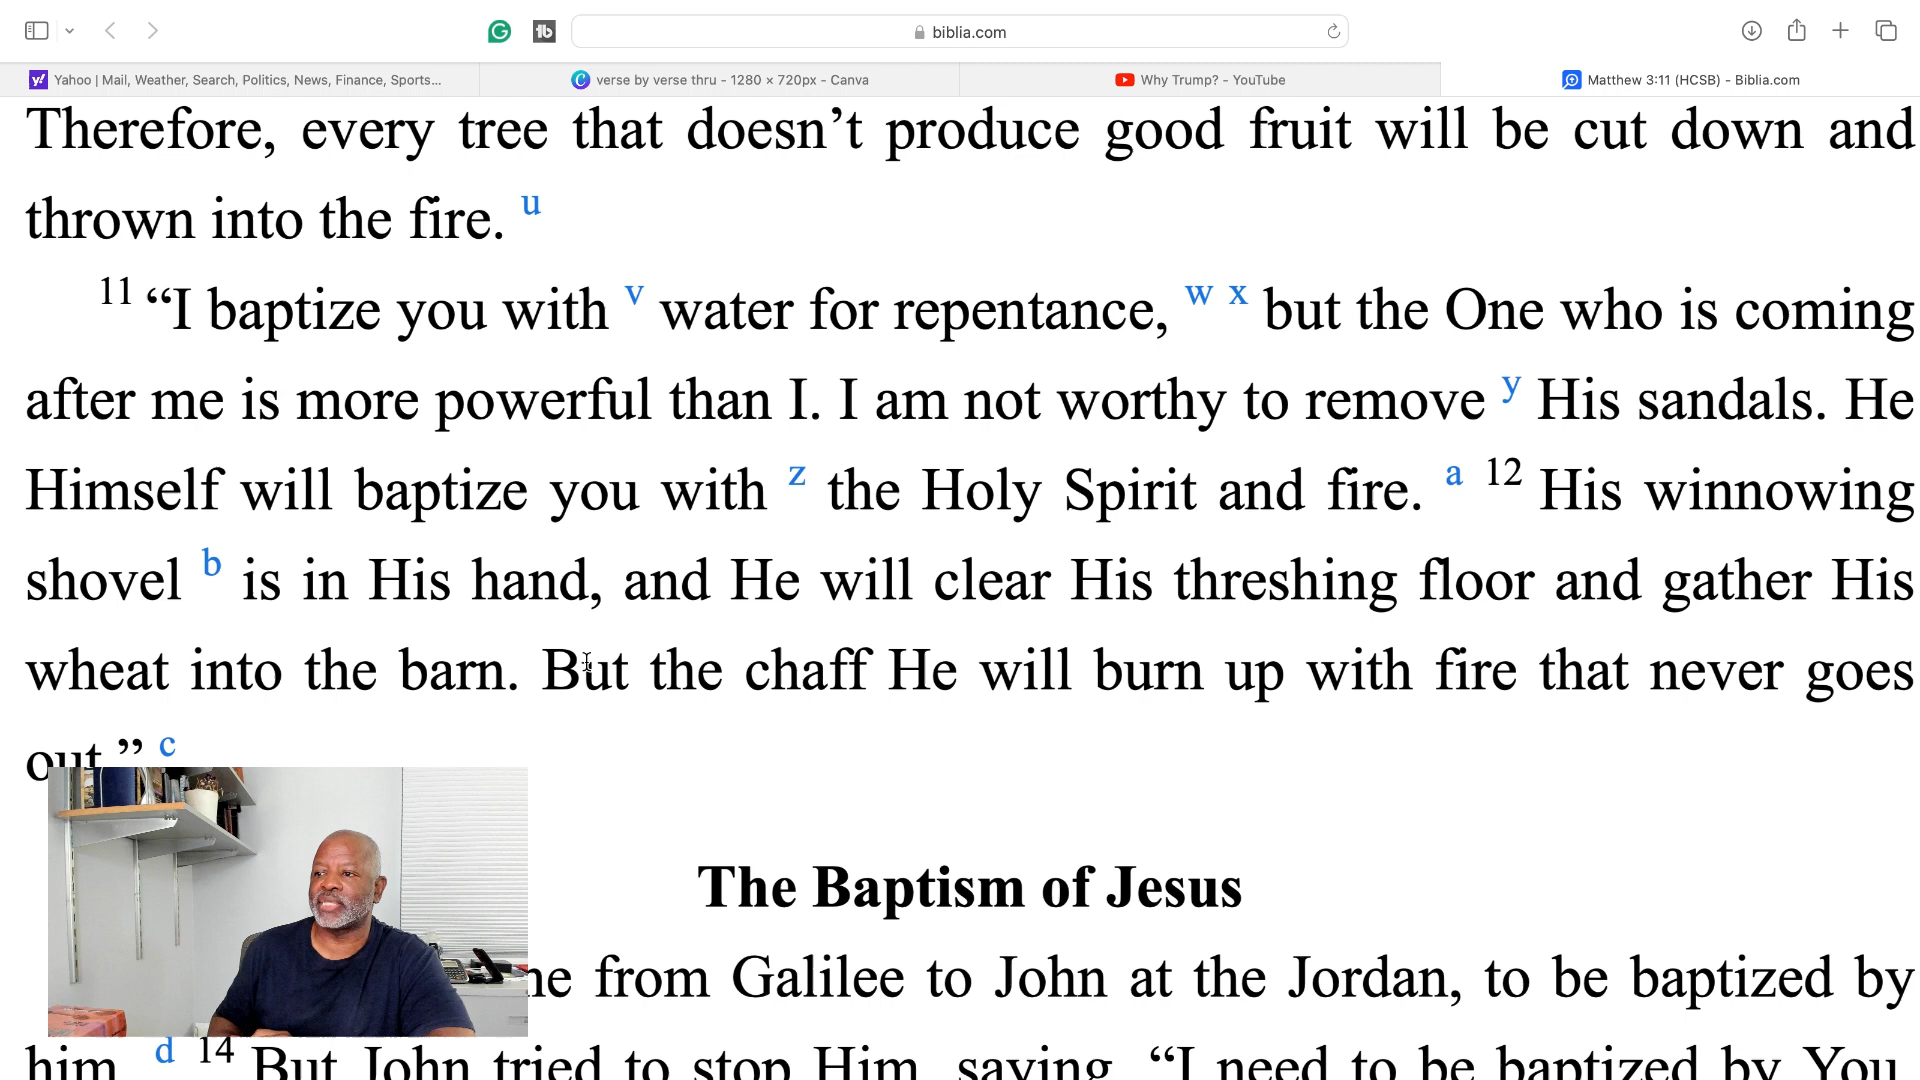 biblia.com
Yahoo | Mail, Weather, Search, Politics, News, Finance, Sports...
verse by verse thru - 1280 × 720px - Canva
Why Trump? - YouTube
Matthew 3:11 (HCSB) - Biblia.com
Therefore, every tree that doesn’t produce good fruit will be cut down and
thrown into the fire. u
11 “I baptize you with v water for repentance, w x but the One who is coming
after me is more powerful than I. I am not worthy to remove y His sandals. He
Himself will baptize you with z the Holy Spirit and fire. a 12 His winnowing
shovel b is in His hand, and He will clear His threshing floor and gather His
wheat into the barn. But the chaff He will burn up with fire that never goes
out.” c
The Baptism of Jesus
from Galilee to John at the Jordan, to be baptized by
him. d 14 But John tried to stop Him, saying, “I need to be baptized by You,